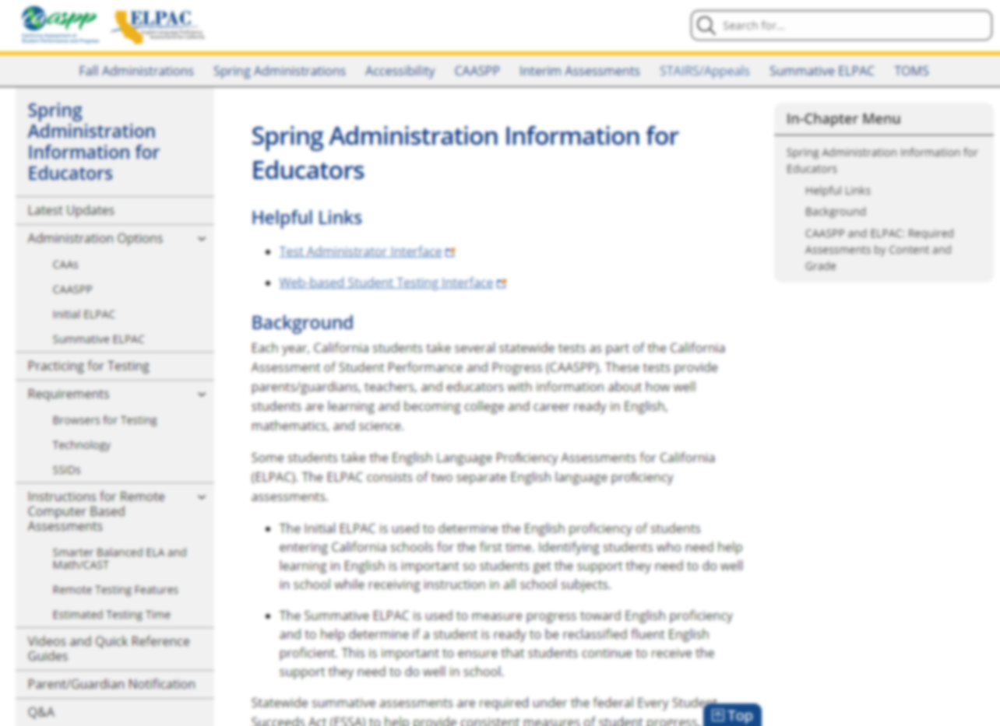 caaspp
ELPAC
Search for...
Fall Administrations Spring Administrations Accessibility CAASPP Interim Assessments STAIRS/Appeals Summative ELPAC TOMS
Spring
Administration
Information for
Educators
Latest Updates
Administration Options
CAAs
CAASPP
Initial ELPAC
Summative ELPAC
Practicing for Testing
Requirements
Browsers for Testing
Technology
SSIDs
Instructions for Remote
Computer Based
Assessments
Smarter Balanced ELA and
Math/CAST
Remote Testing Features
Estimated Testing Time
Videos and Quick Reference
Guides
Parent/Guardian Notification
Q&A
Spring Administration Information for
Educators
Helpful Links
Test Administrator Interface
Web-based Student Testing Interface
Background
Each year, California students take several statewide tests as part of the California
Assessment of Student Performance and Progress (CAASPP). These tests provide
parents/guardians, teachers, and educators with information about how well
students are learning and becoming college and career ready in English,
mathematics, and science.
Some students take the English Language Proficiency Assessments for California
(ELPAC). The ELPAC consists of two separate English language proficiency
assessments.
The Initial ELPAC is used to determine the English proficiency of students
entering California schools for the first time. Identifying students who need help
learning in English is important so students get the support they need to do well
in school while receiving instruction in all school subjects.
The Summative ELPAC is used to measure progress toward English proficiency
and to help determine if a student is ready to be reclassified fluent English
proficient. This is important to ensure that students continue to receive the
support they need to do well in school.
Statewide summative assessments are required under the federal Every Student
Succeeds Act (ESSA) to help provide consistent measures of student progress.
Top
In-Chapter Menu
Spring Administration Information for
Educators
Helpful Links
Background
CAASPP and ELPAC: Required
Assessments by Content and
Grade